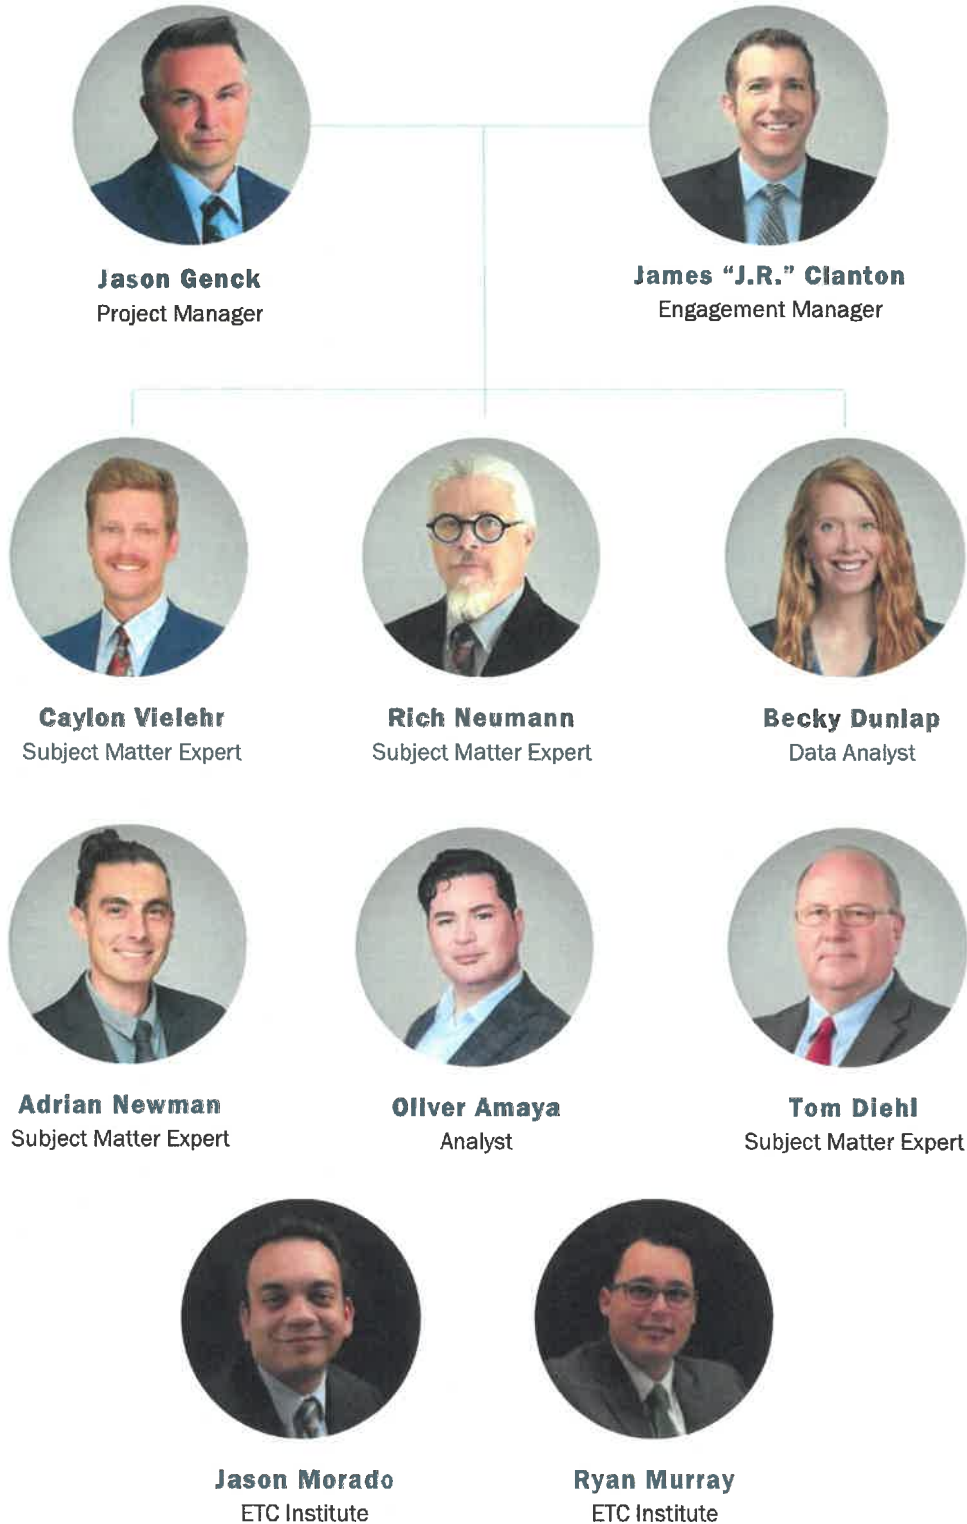 Jason Genck
James “J.R.” Clanton
Project Manager
Engagement Manager
Caylon Vielehr
Rich Neumann
Becky Dunlap
Subject Matter Expert
Subject Matter Expert
Data Analyst
Adrian Newman
Oliver Amaya
Tom Diehl
Subject Matter Expert
Analyst
Subject Matter Expert
Jason Morado
Ryan Murray
ETC Institute
ETC Institute